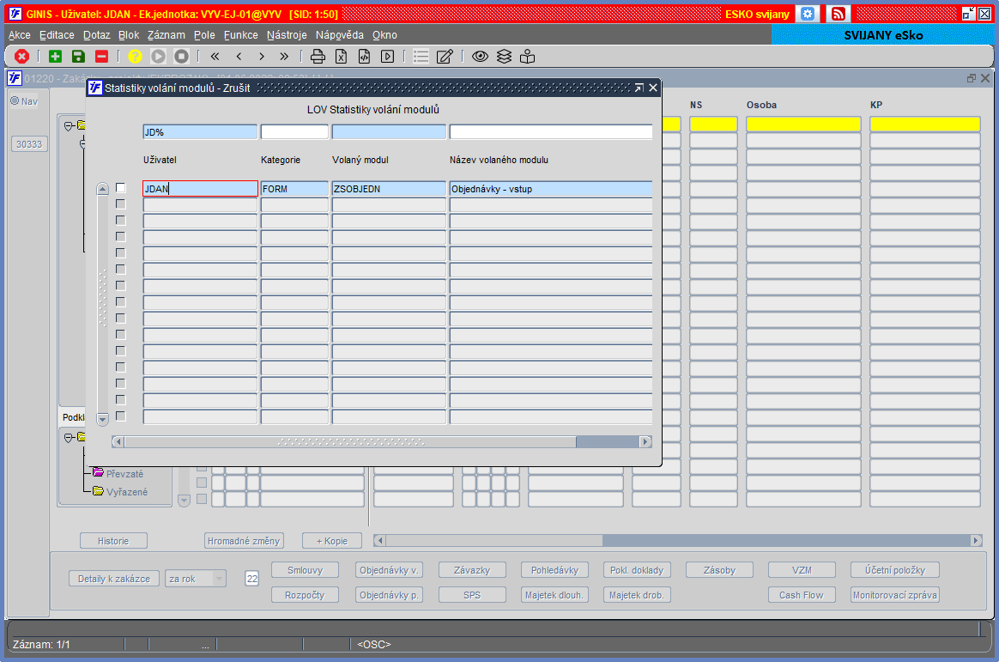 GINIS - Uživatel: JDAN - Ek.jednotka: VYV-EJ-01@VYV [SID: 1:50]
ESKO svijany
Akce Editace Dotaz Blok Záznam Pole Funkce Nástroje Nápověda Okno
SVIJANY eSko
Statistiky volání modulů - Zrušit
Nav
LOV Statistiky volání modulů
NS Osoba KP
JD%
30333
Uživatel Kategorie Volaný modul Název volaného modulu
JDAN FORM ZSOBJEDN Objednávky - vstup
Převzaté
Vyřazené
Historie Hromadné změny + Kopie
Detaily k zakázce za rok 22
Smlouvy Objednávky v. Závazky Pohledávky Pokl. doklady Zásoby VZM Účetní položky
Rozpočty Objednávky p. SPS Majetek dlouh. Majetek drob. Cash Flow Monitorovací zpráva
Záznam: 1/1 ... <OSC>